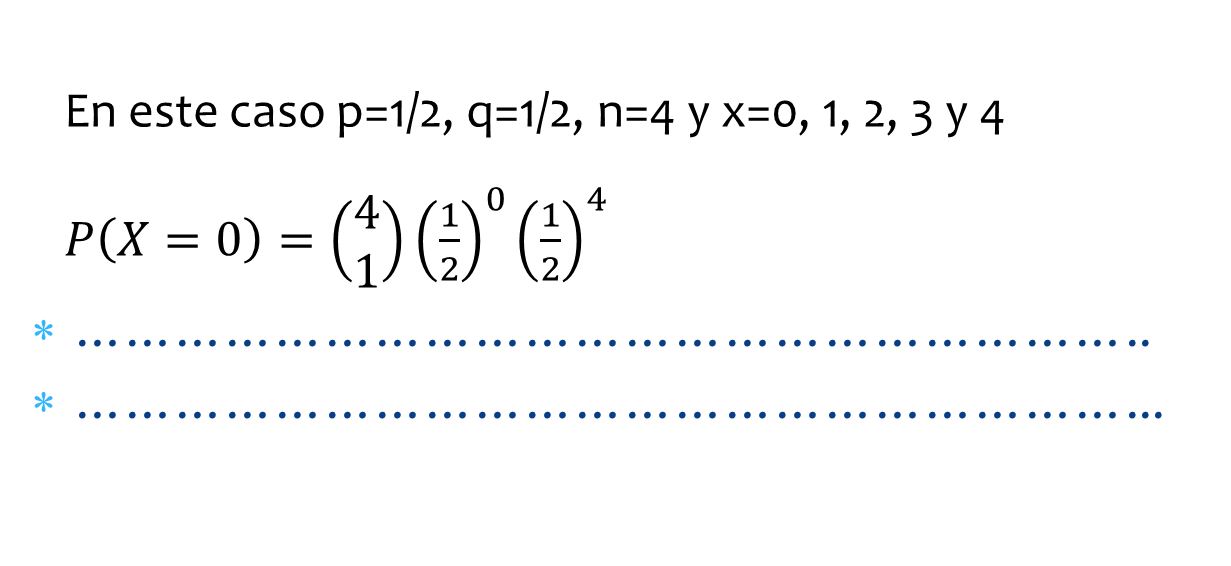 En este caso p=1/2, q=1/2, n=4 y x=0, 1, 2, 3 y 4
P(X = 0) = (4 1) (1/2)^0 (1/2)^4
* ………………………………………………………..
* …………………………………………………………